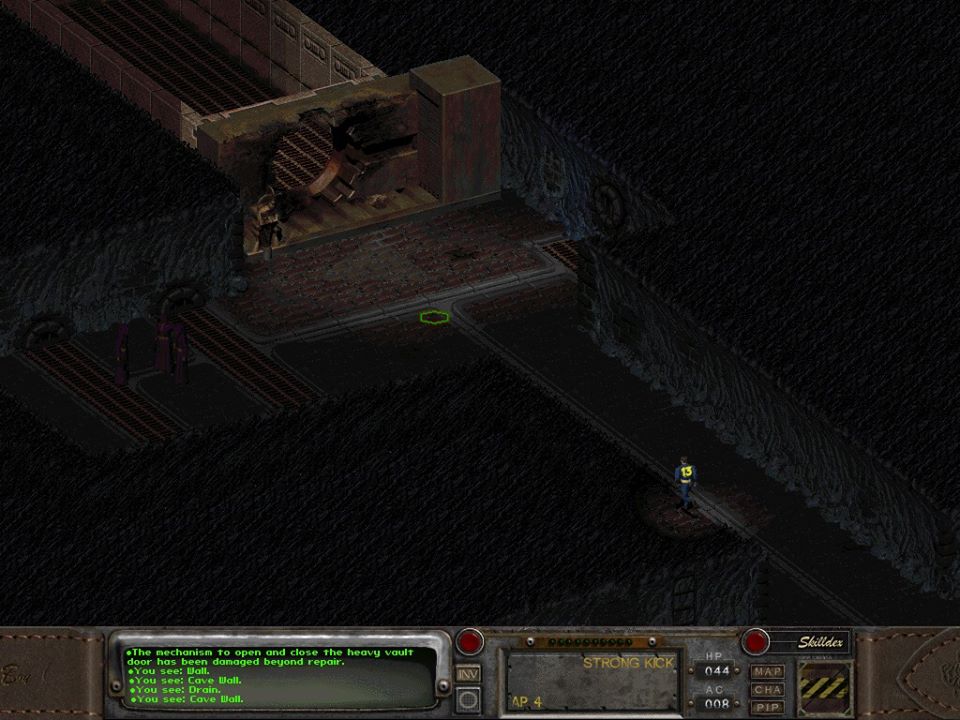 13
•The mechanism to open and close the heavy vault
door has been damaged beyond repair.
•You see: Wall.
•You see: Cave Wall.
•You see: Drain.
•You see: Cave Wall.
INV
STRONG KICK
AP 4
HP
044
AC
008
Skilldex
MAP
CHA
PIP